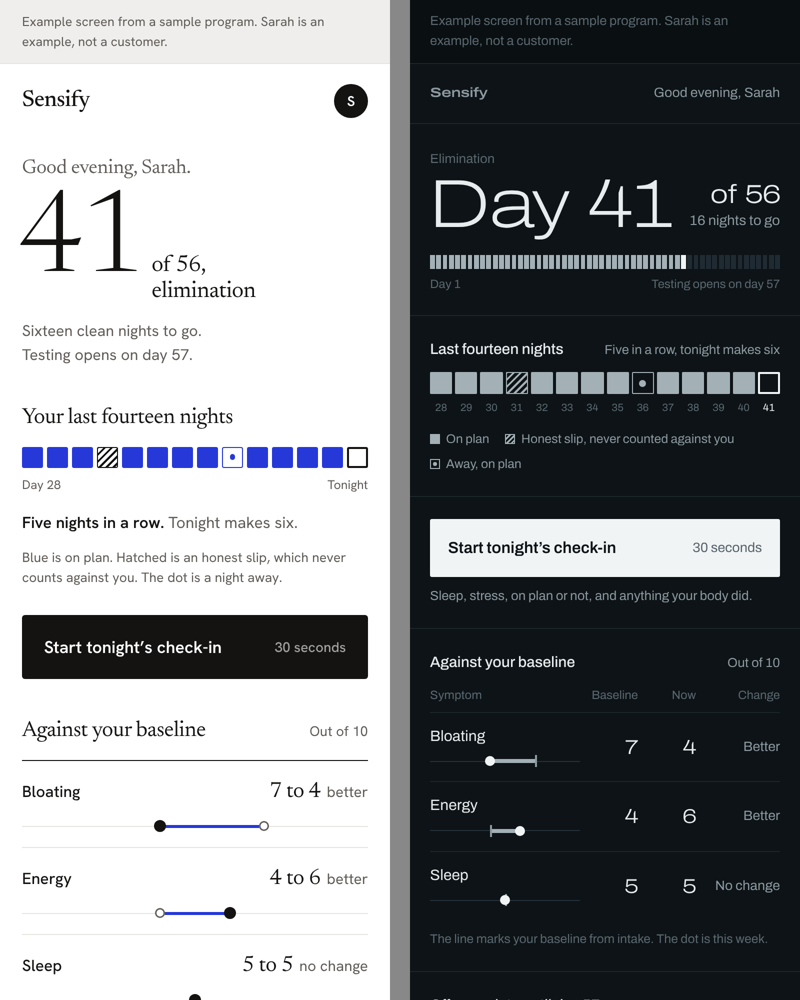 Example screen from a sample program. Sarah is an
example, not a customer.
Sensify
S
Good evening, Sarah.
41
of 56,
elimination
Sixteen clean nights to go.
Testing opens on day 57.
Your last fourteen nights
Day 28
Tonight
Five nights in a row. Tonight makes six.
Blue is on plan. Hatched is an honest slip, which never
counts against you. The dot is a night away.
Start tonight’s check-in
30 seconds
Against your baseline
Out of 10
Bloating
7 to 4 better
Energy
4 to 6 better
Sleep
5 to 5 no change
Example screen from a sample program. Sarah is an
example, not a customer.
Sensify
Good evening, Sarah
Elimination
Day 41
of 56
16 nights to go
Day 1
Testing opens on day 57
Last fourteen nights
Five in a row, tonight makes six
28 29 30 31 32 33 34 35 36 37 38 39 40 41
On plan
Honest slip, never counted against you
Away, on plan
Start tonight’s check-in
30 seconds
Sleep, stress, on plan or not, and anything your body did.
Against your baseline
Out of 10
Symptom Baseline Now Change
Bloating 7 4 Better
Energy 4 6 Better
Sleep 5 5 No change
The line marks your baseline from intake. The dot is this week.